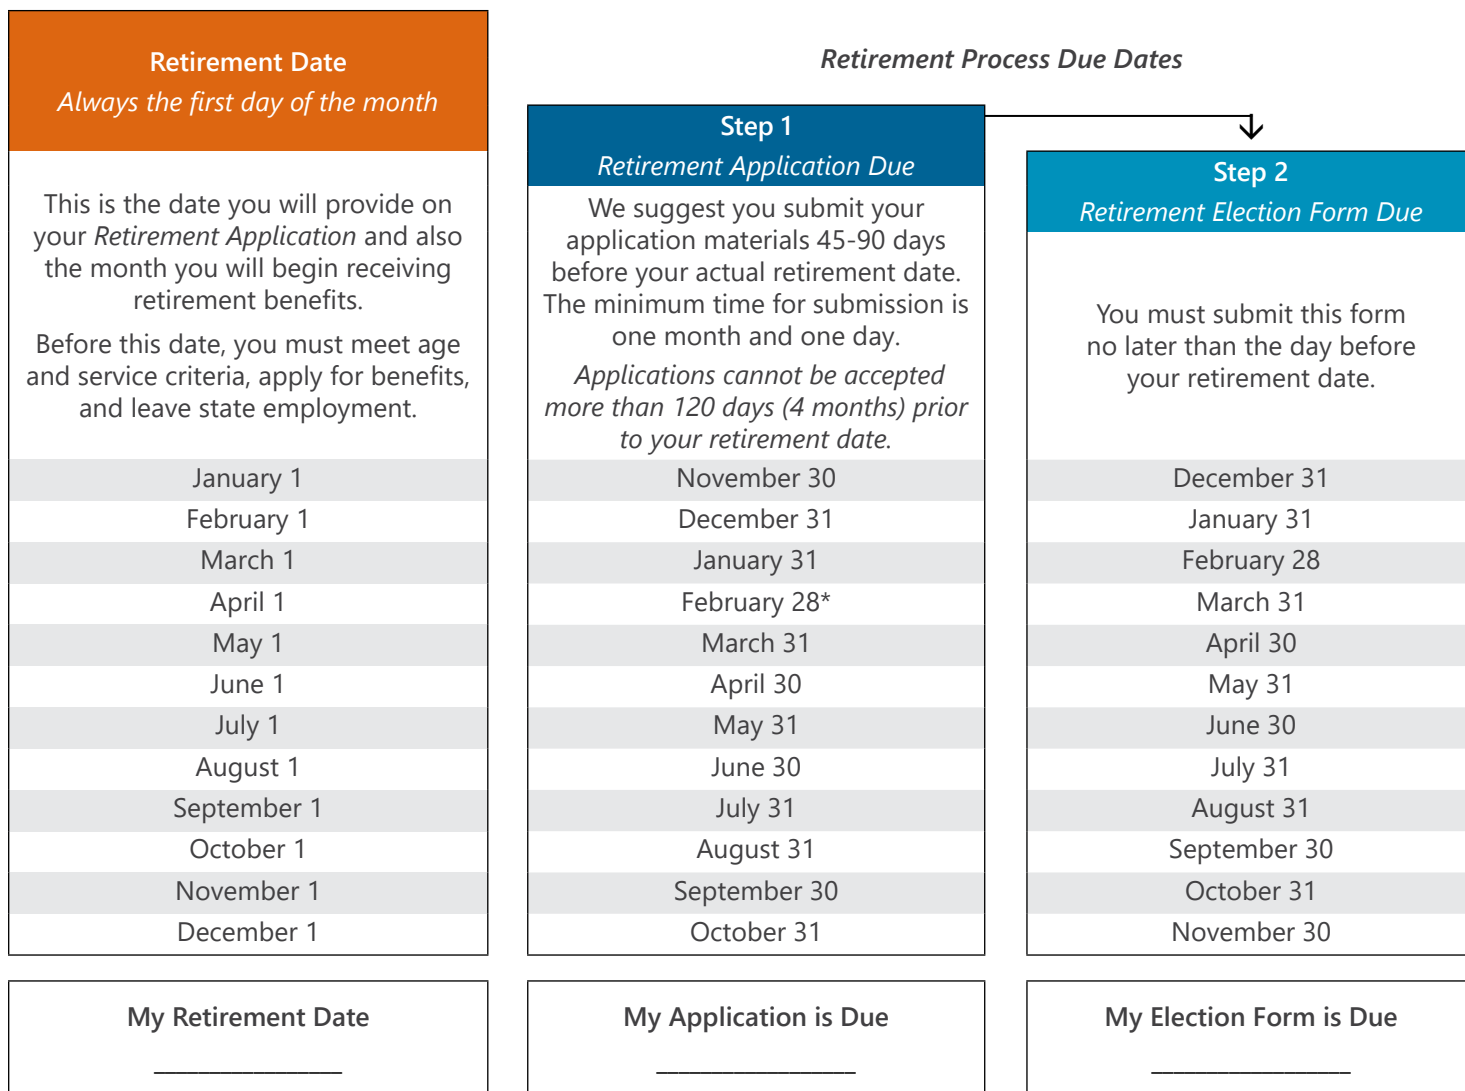 Retirement Date
Always the first day of the month
This is the date you will provide on
your Retirement Application and also
the month you will begin receiving
retirement benefits.
Before this date, you must meet age
and service criteria, apply for benefits,
and leave state employment.
January 1
February 1
March 1
April 1
May 1
June 1
July 1
August 1
September 1
October 1
November 1
December 1
My Retirement Date
Retirement Process Due Dates
Step 1
Retirement Application Due
We suggest you submit your
application materials 45-90 days
before your actual retirement date.
The minimum time for submission is
one month and one day.
Applications cannot be accepted
more than 120 days (4 months) prior
to your retirement date.
November 30
December 31
January 31
February 28*
March 31
April 30
May 31
June 30
July 31
August 31
September 30
October 31
My Application is Due
Step 2
Retirement Election Form Due
You must submit this form
no later than the day before
your retirement date.
December 31
January 31
February 28
March 31
April 30
May 31
June 30
July 31
August 31
September 30
October 31
November 30
My Election Form is Due